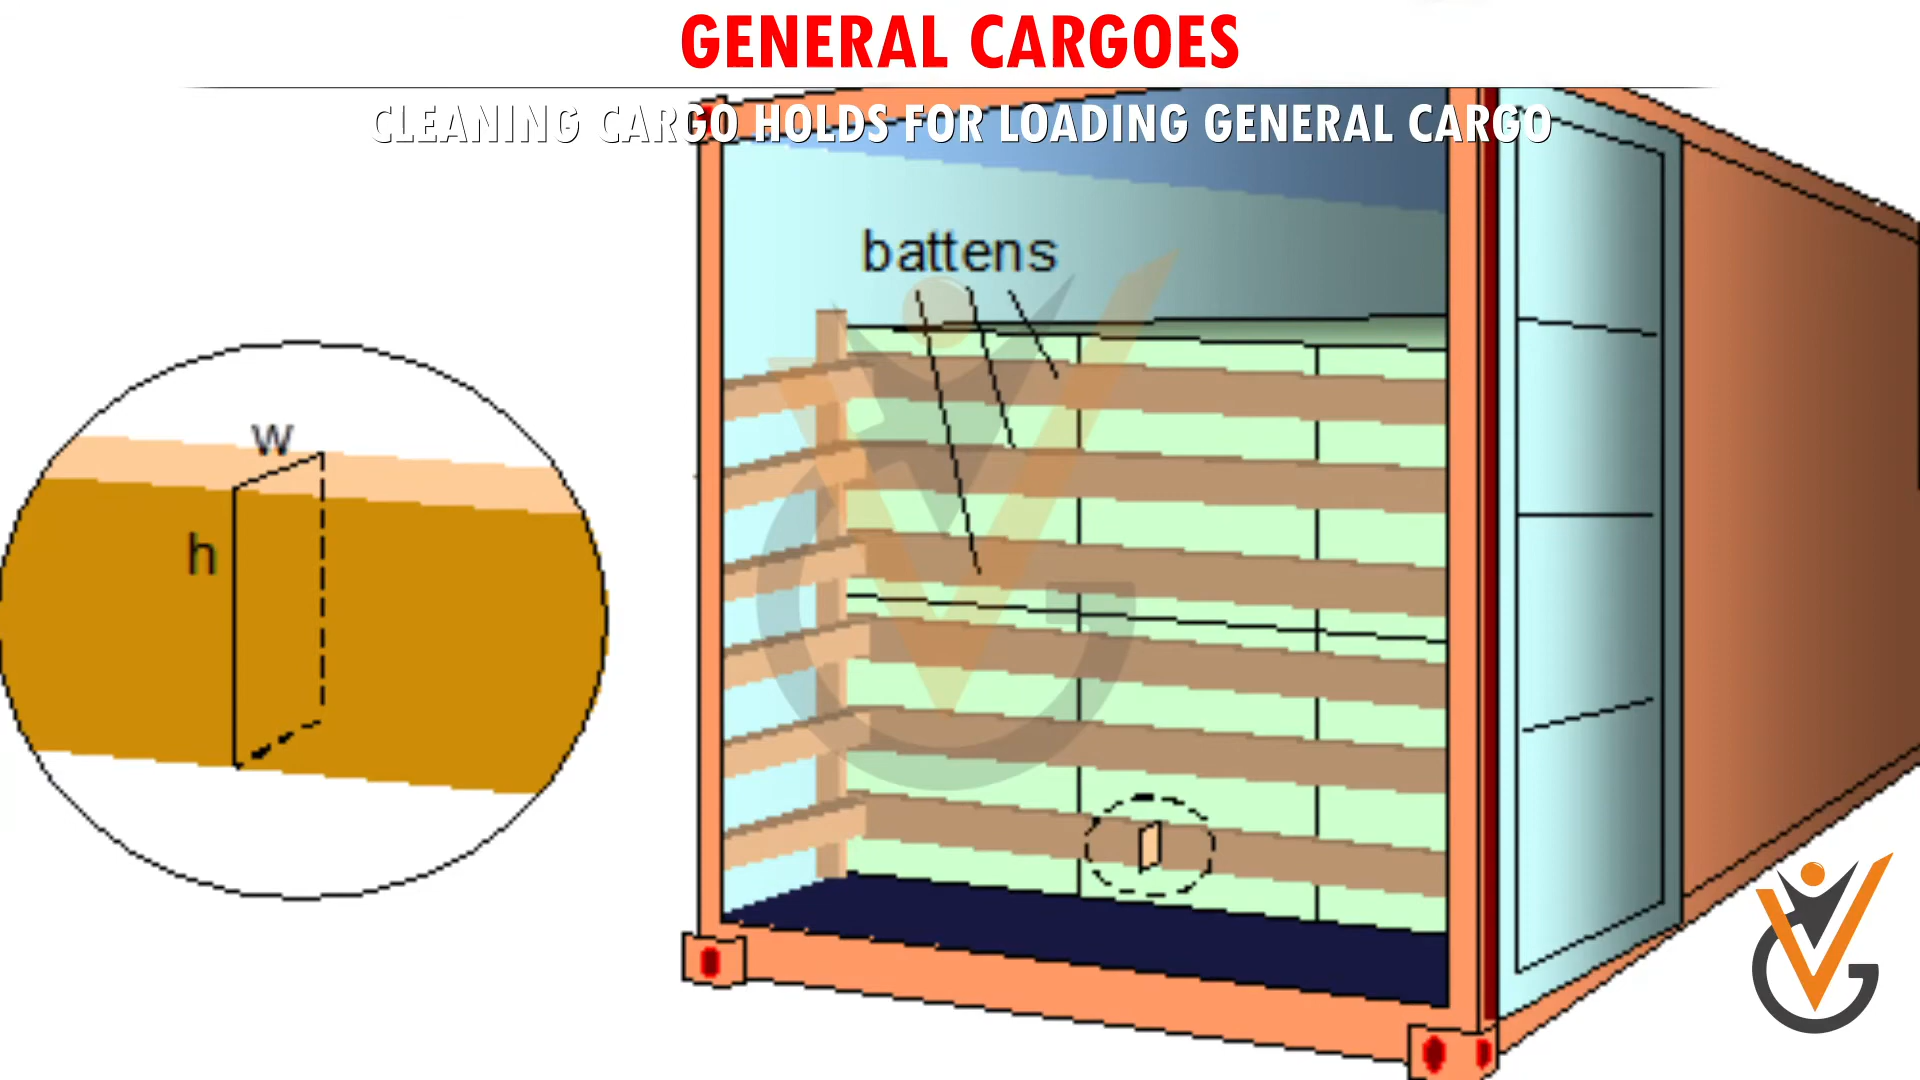 GENERAL CARGOES
CLEANING CARGO HOLDS FOR LOADING GENERAL CARGO
battens
w
h